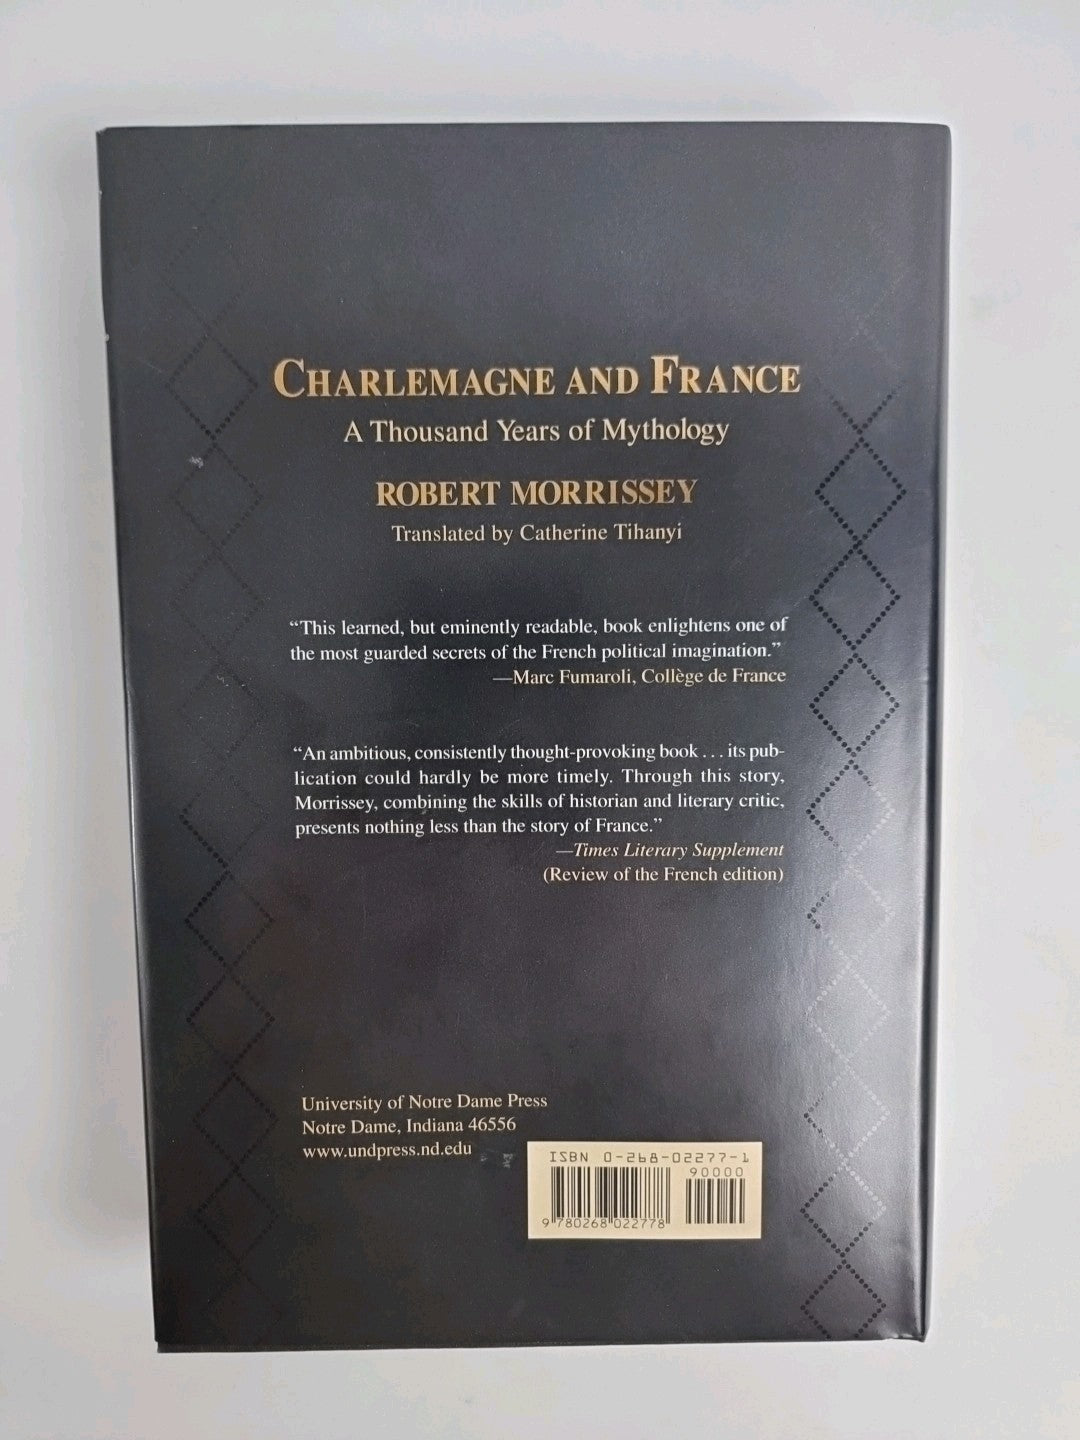 CHARLEMAGNE AND FRANCE
A Thousand Years of Mythology
ROBERT MORRISSEY
Translated by Catherine Tihanyi
“This learned, but eminently readable, book enlightens one of
the most guarded secrets of the French political imagination.”
—Marc Fumaroli, Collège de France
“An ambitious, consistently thought-provoking book . . . its pub-
lication could hardly be more timely. Through this story,
Morrissey, combining the skills of historian and literary critic,
presents nothing less than the story of France.”
—Times Literary Supplement
(Review of the French edition)
University of Notre Dame Press
Notre Dame, Indiana 46556
www.undpress.nd.edu
ISBN 0-268-02277-1
90000
9 780268 022778